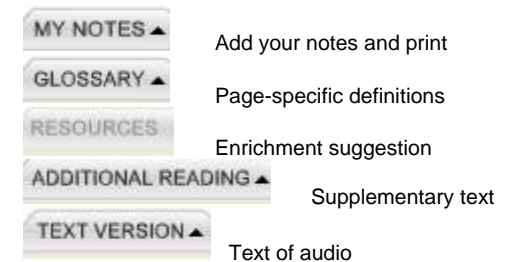 MY NOTES ▲
Add your notes and print
GLOSSARY ▲
Page-specific definitions
RESOURCES
Enrichment suggestion
ADDITIONAL READING ▲
Supplementary text
TEXT VERSION ▲
Text of audio